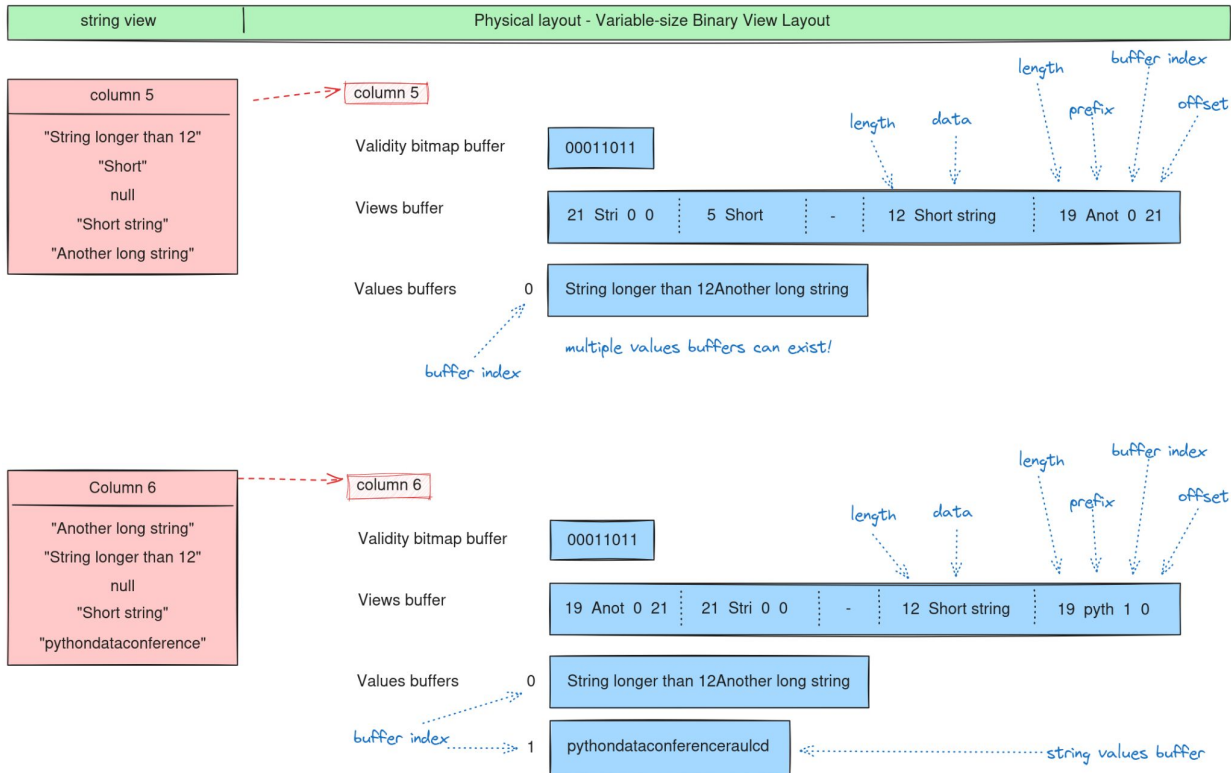 string view
Physical layout - Variable-size Binary View Layout
column 5
"String longer than 12"
"Short"
null
"Short string"
"Another long string"
column 5
length
buffer index
length
data
prefix
offset
Validity bitmap buffer
00011011
Views buffer
21 Stri 0 0
5 Short
-
12 Short string
19 Anot 0 21
Values buffers
0
String longer than 12Another long string
multiple values buffers can exist!
buffer index
Column 6
"Another long string"
"String longer than 12"
null
"Short string"
"pythondataconference"
column 6
length
buffer index
length
data
prefix
offset
Validity bitmap buffer
00011011
Views buffer
19 Anot 0 21
21 Stri 0 0
-
12 Short string
19 pyth 1 0
Values buffers
0
String longer than 12Another long string
buffer index
1
pythondataconferenceraulcd
string values buffer